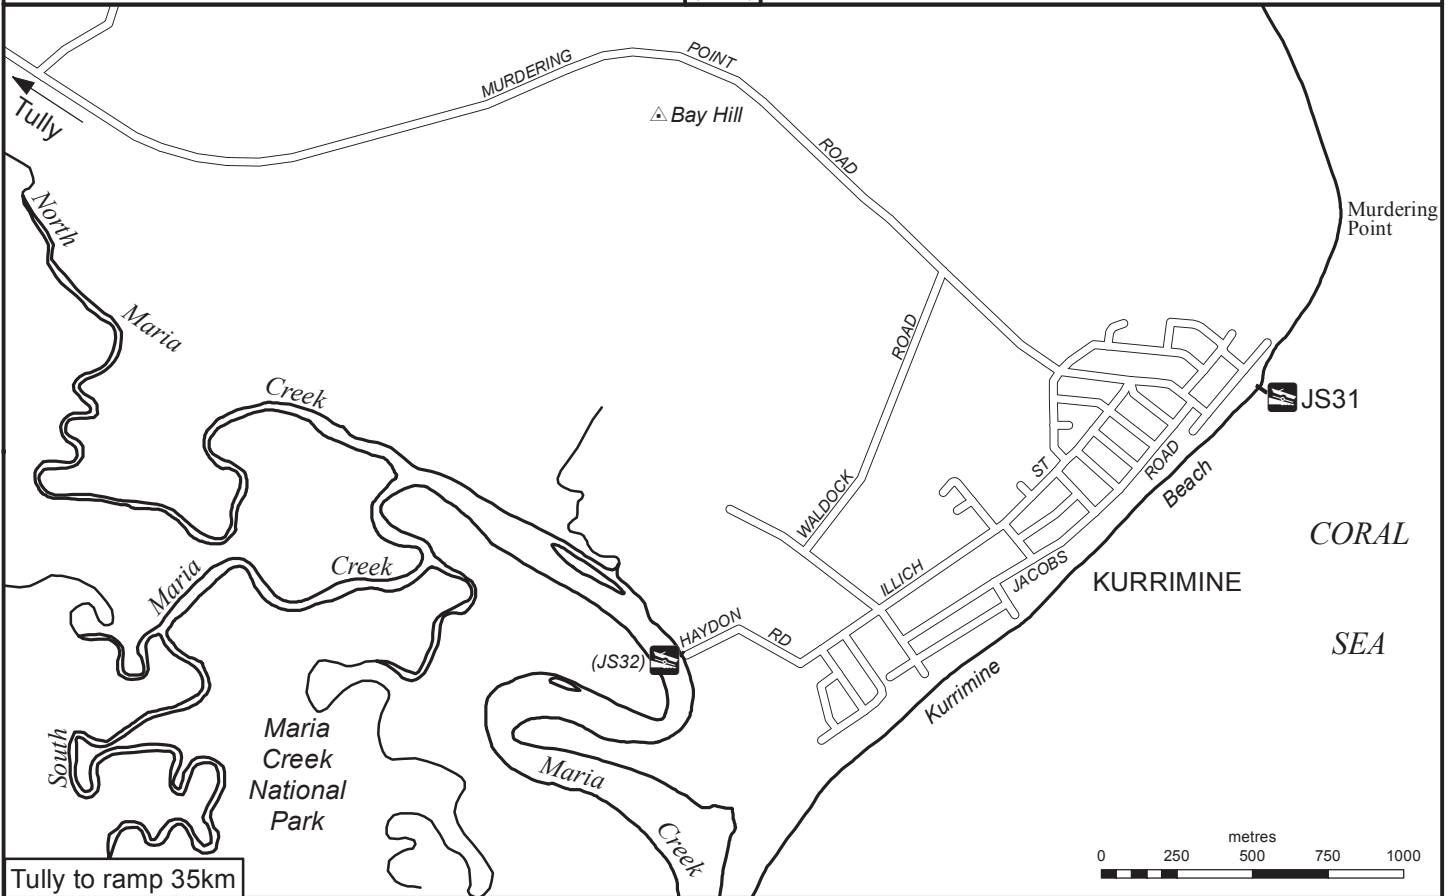 MURDERING
POINT
Tully
Bay Hill
ROAD
North
Murdering
Point
Maria
ROAD
Creek
JS31
ST
ROAD
Beach
WALDOCK
CORAL
Maria
Creek
ILLICH
JACOBS
KURRIMINE
HAYDON
RD
SEA
(JS32)
Kurrimine
South
Maria
Creek
National
Park
Maria
Creek
metres
0 250 500 750 1000
Tully to ramp 35km